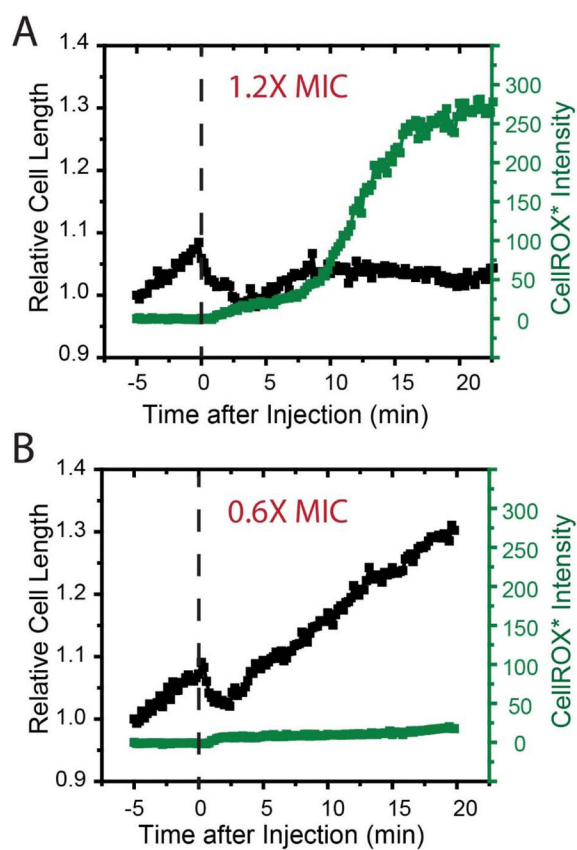 A
1.2X MIC
Relative Cell Length
1.4
1.3
1.2
1.1
1.0
0.9
CellROX* Intensity
300
250
200
150
100
50
0
-5 0 5 10 15 20
Time after Injection (min)
B
0.6X MIC
Relative Cell Length
1.4
1.3
1.2
1.1
1.0
0.9
CellROX* Intensity
300
250
200
150
100
50
0
-5 0 5 10 15 20
Time after Injection (min)